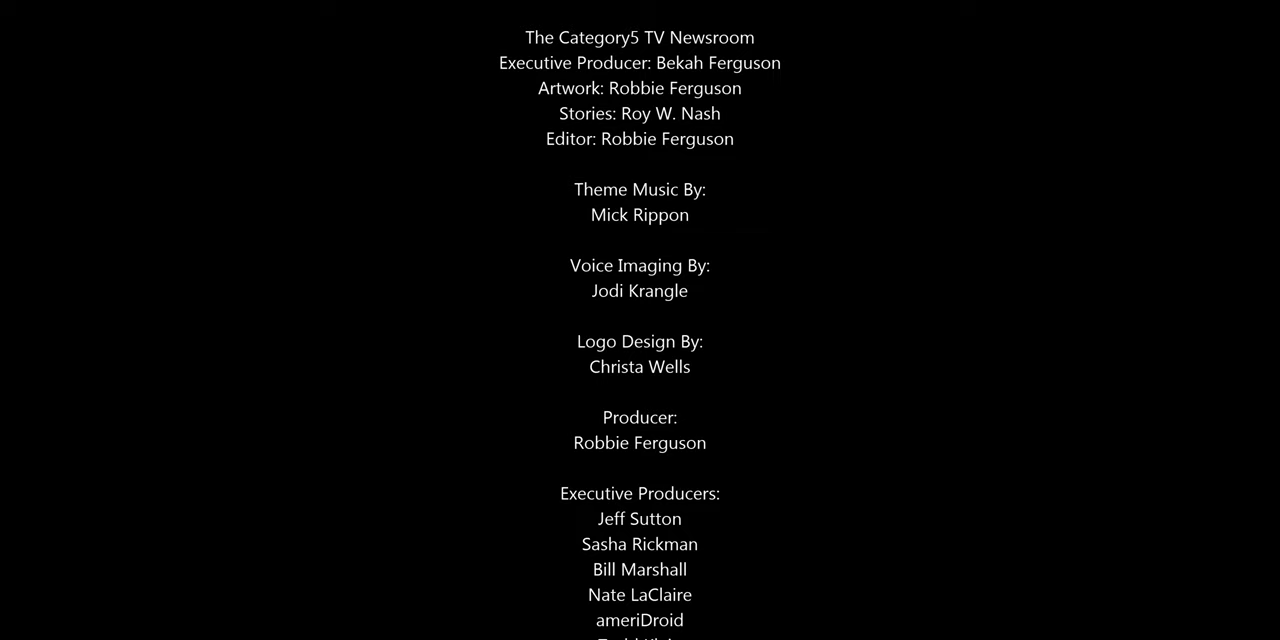 The Category5 TV Newsroom
Executive Producer: Bekah Ferguson
Artwork: Robbie Ferguson
Stories: Roy W. Nash
Editor: Robbie Ferguson
Theme Music By:
Mick Rippon
Voice Imaging By:
Jodi Krangle
Logo Design By:
Christa Wells
Producer:
Robbie Ferguson
Executive Producers:
Jeff Sutton
Sasha Rickman
Bill Marshall
Nate LaClaire
ameriDroid